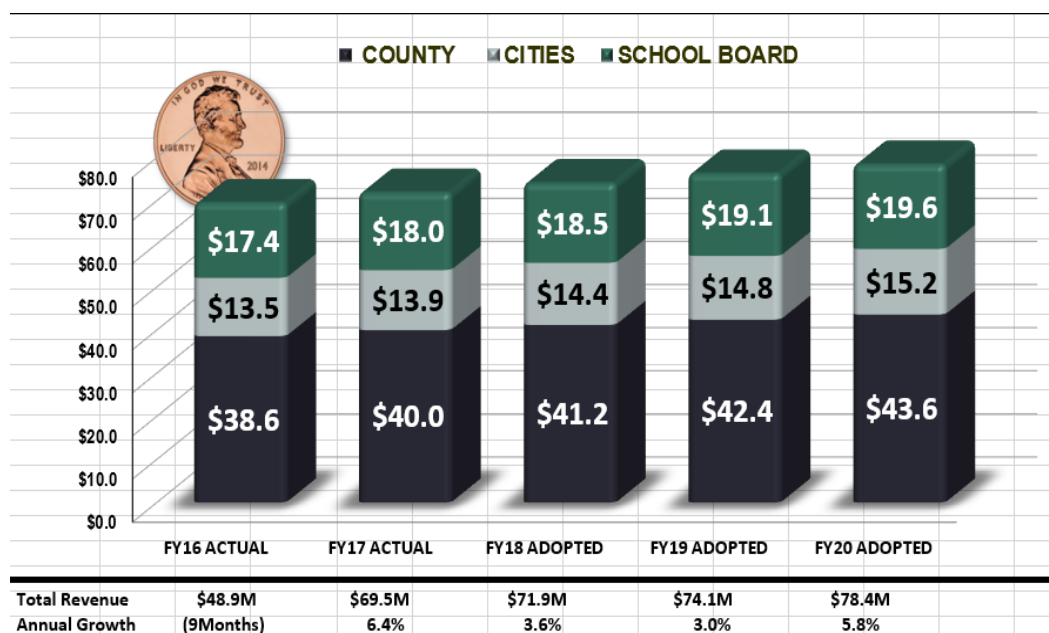 COUNTY CITIES SCHOOL BOARD
IN GOD WE TRUST
LIBERTY
2014
$80.0
$70.0
$60.0
$50.0
$40.0
$30.0
$20.0
$10.0
$0.0
$17.4 $18.0 $18.5 $19.1 $19.6
$13.5 $13.9 $14.4 $14.8 $15.2
$38.6 $40.0 $41.2 $42.4 $43.6
FY16 ACTUAL FY17 ACTUAL FY18 ADOPTED FY19 ADOPTED FY20 ADOPTED
Total Revenue $48.9M $69.5M $71.9M $74.1M $78.4M
Annual Growth (9Months) 6.4% 3.6% 3.0% 5.8%